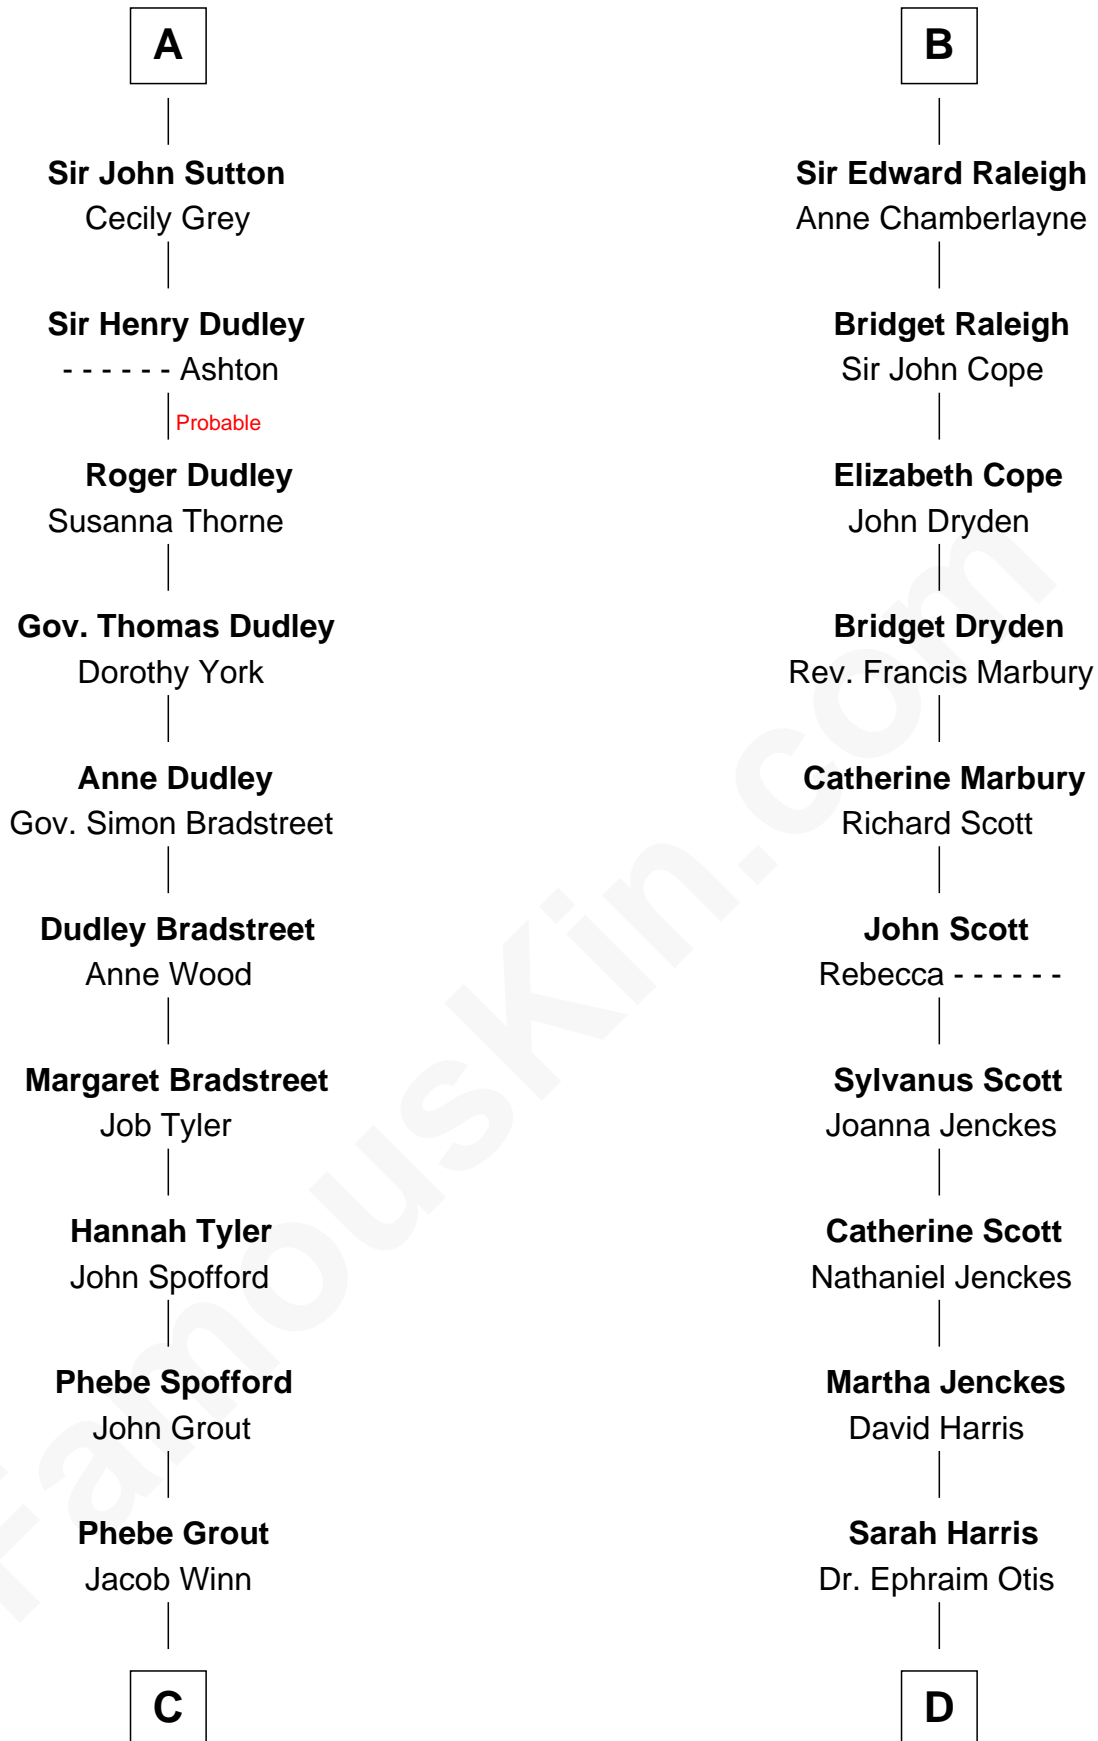 A
Sir John Sutton
Cecily Grey
Sir Henry Dudley
- - - - - - Ashton
Probable
Roger Dudley
Susanna Thorne
Gov. Thomas Dudley
Dorothy York
Anne Dudley
Gov. Simon Bradstreet
Dudley Bradstreet
Anne Wood
Margaret Bradstreet
Job Tyler
Hannah Tyler
John Spofford
Phebe Spofford
John Grout
Phebe Grout
Jacob Winn
C
B
Sir Edward Raleigh
Anne Chamberlayne
Bridget Raleigh
Sir John Cope
Elizabeth Cope
John Dryden
Bridget Dryden
Rev. Francis Marbury
Catherine Marbury
Richard Scott
John Scott
Rebecca - - - - - -
Sylvanus Scott
Joanna Jenckes
Catherine Scott
Nathaniel Jenckes
Martha Jenckes
David Harris
Sarah Harris
Dr. Ephraim Otis
D
FamousKin.com